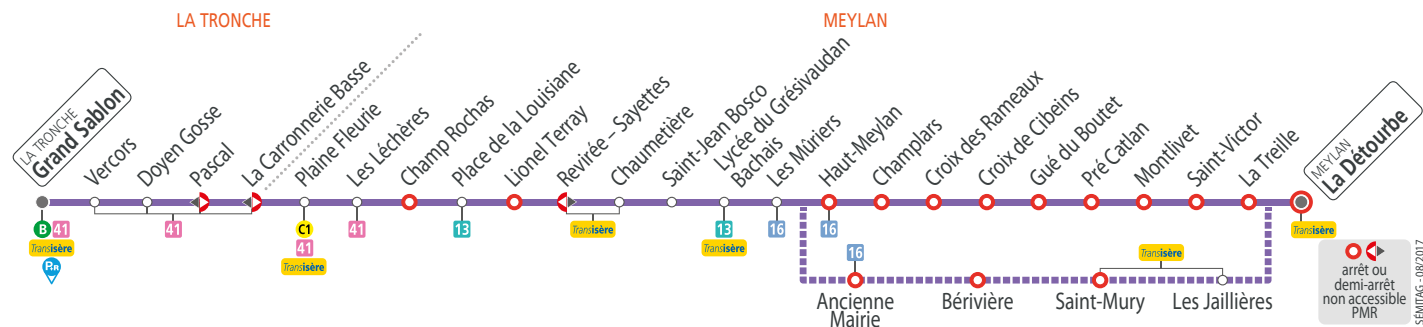 LA TRONCHE
MEYLAN
LA TRONCHE
Grand Sablon
Vercors
Doyen Gosse
Pascal
La Carronnerie Basse
Plaine Fleurie
Les Léchères
Champ Rochas
Place de la Louisiane
Lionel Terray
Revirée – Sayettes
Chaumetière
Saint-Jean Bosco
Lycée du Grésivaudan
Bachais
Les Mûriers
Haut-Meylan
Champlars
Croix des Rameaux
Croix de Cibeins
Gué du Boutet
Pré Catlan
Montlivet
Saint-Victor
La Treille
MEYLAN
La Détourbe
B 41
Transisère
P+R
41
C1
41
Transisère
41
13
Transisère
13
Transisère
16
16
Transisère
16
Transisère
Ancienne
Mairie
Bérivière
Saint-Mury
Les Jaillières
arrêt ou
demi-arrêt
non accessible
PMR
SÉMITAG - 08/2017